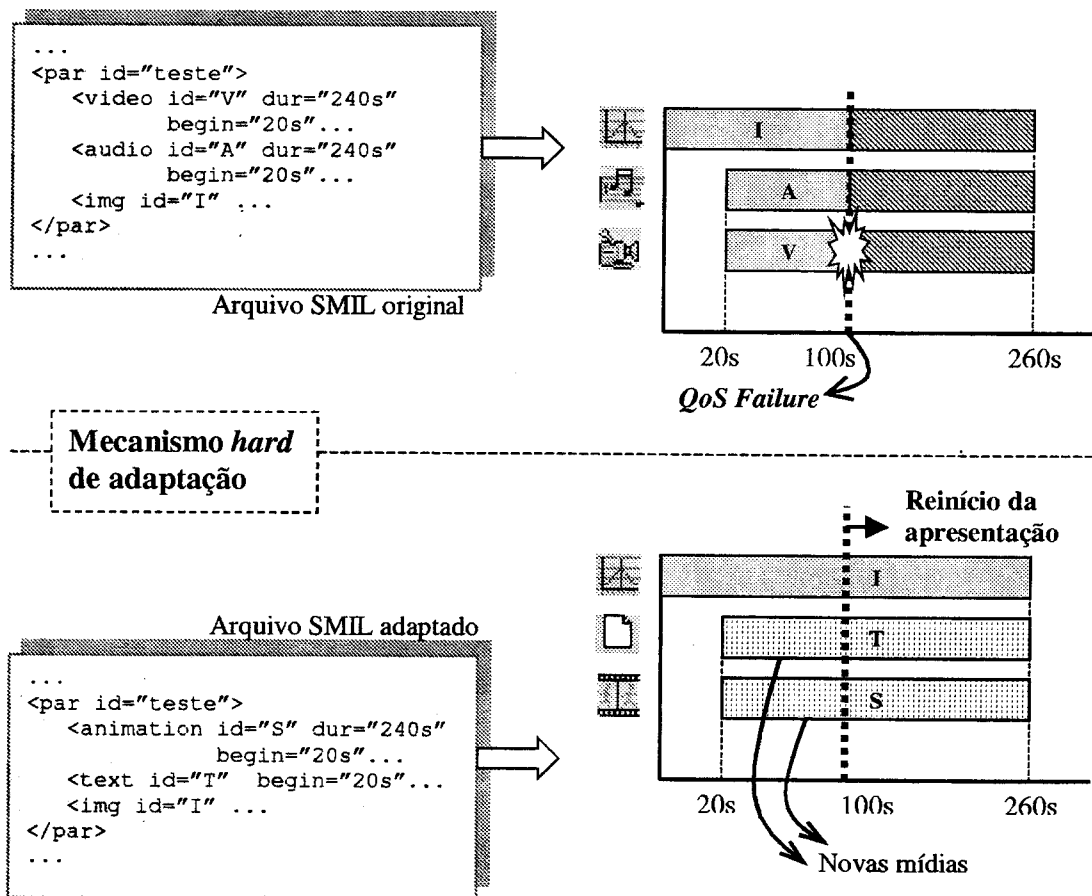 ...
<par id="teste">
<video id="V" dur="240s"
begin="20s"...
<audio id="A" dur="240s"
begin="20s"...
<img id="I" ...
</par>
...
Arquivo SMIL original
I
A
V
20s 100s 260s
QoS Failure
Mecanismo hard
de adaptação
Reinício da
apresentação
Arquivo SMIL adaptado
...
<par id="teste">
<animation id="S" dur="240s"
begin="20s"...
<text id="T" begin="20s"...
<img id="I" ...
</par>
...
I
T
S
20s 100s 260s
Novas mídias